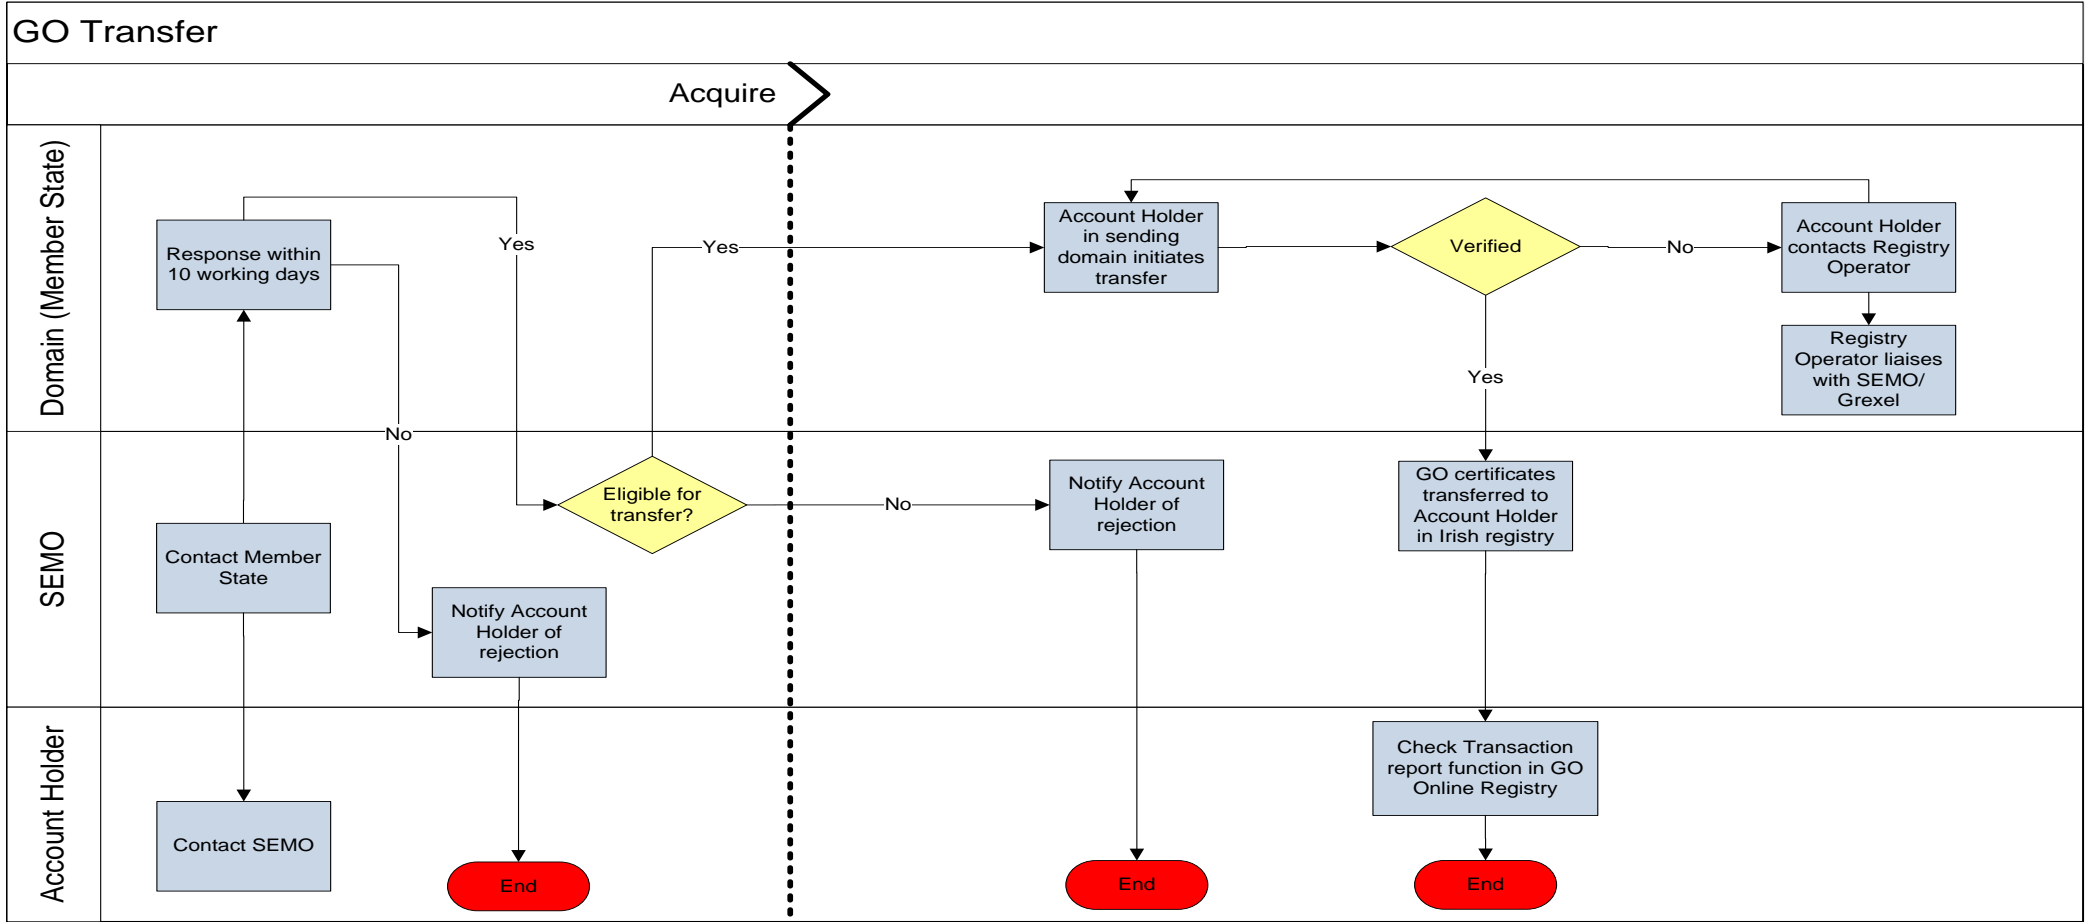 GO Transfer
Acquire
Domain (Member State)
Response within
10 working days
Yes
No
Yes
Account Holder
in sending
domain initiates
transfer
Verified
No
Account Holder
contacts Registry
Operator
Registry
Operator liaises
with SEMO/
Grexel
Yes
SEMO
Contact Member
State
Notify Account
Holder of
rejection
Eligible for
transfer?
No
Notify Account
Holder of
rejection
GO certificates
transferred to
Account Holder
in Irish registry
Account Holder
Contact SEMO
End
End
Check Transaction
report function in GO
Online Registry
End